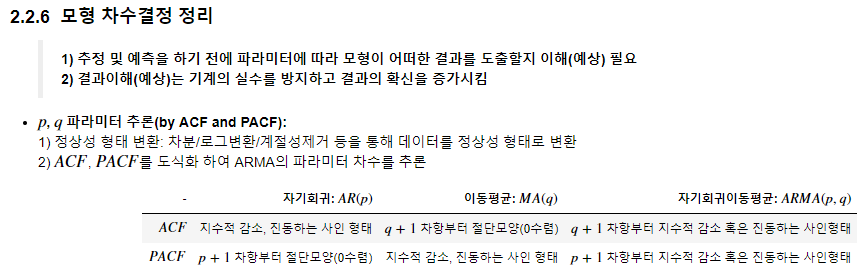 2.2.6 모형 차수결정 정리
1) 추정 및 예측을 하기 전에 파라미터에 따라 모형이 어떠한 결과를 도출할지 이해(예상) 필요
2) 결과이해(예상)는 기계의 실수를 방지하고 결과의 확신을 증가시킴
• p, q 파라미터 추론(by ACF and PACF):
1) 정상성 형태 변환: 차분/로그변환/계절성제거 등을 통해 데이터를 정상성 형태로 변환
2) ACF, PACF를 도식화 하여 ARMA의 파라미터 차수를 추론
- 자기회귀: AR(p) 이동평균: MA(q) 자기회귀이동평균: ARMA(p, q)
ACF 지수적 감소, 진동하는 사인 형태 q + 1 차항부터 절단모양(0수렴) q + 1 차항부터 지수적 감소 혹은 진동하는 사인형태
PACF p + 1 차항부터 절단모양(0수렴) 지수적 감소, 진동하는 사인 형태 p + 1 차항부터 지수적 감소 혹은 진동하는 사인형태